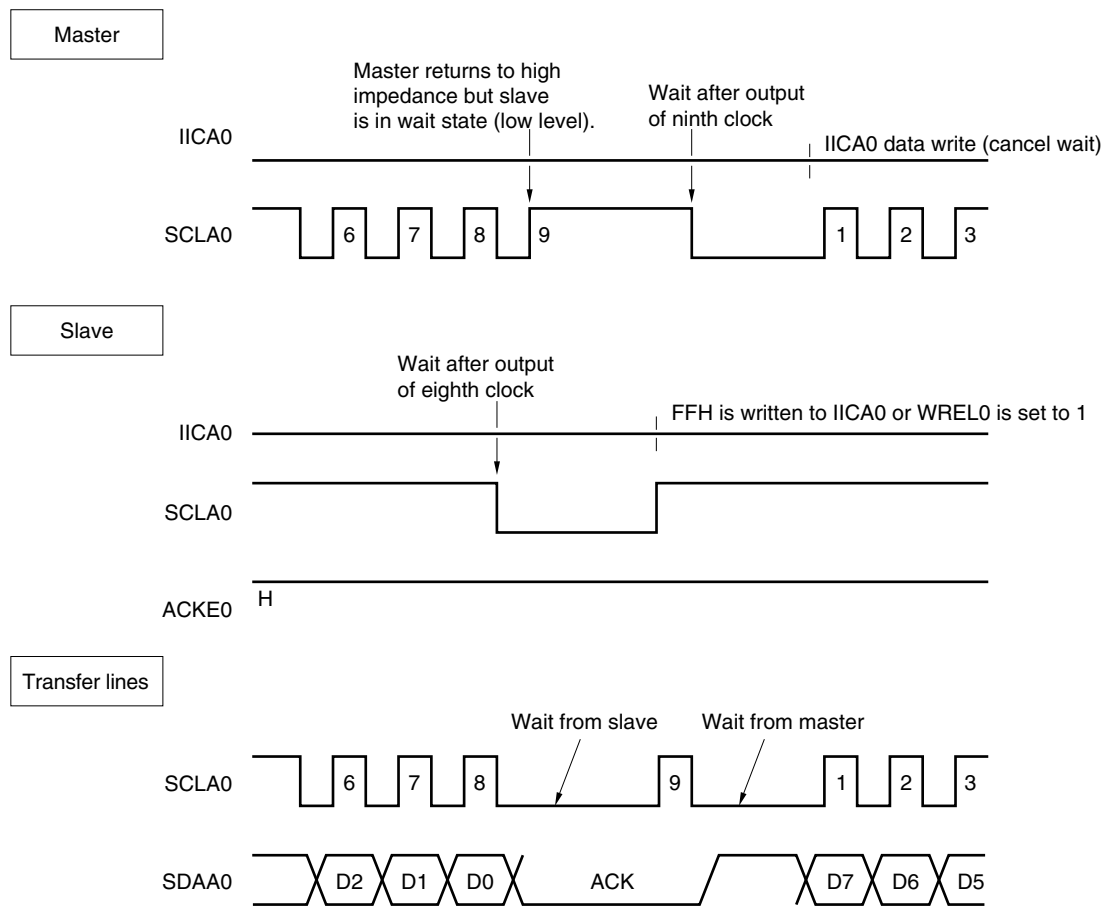 Master
Master returns to high
impedance but slave
is in wait state (low level).
Wait after output
of ninth clock
IICA0
IICA0 data write (cancel wait)
SCLA0
6 7 8 9 1 2 3
Slave
Wait after output
of eighth clock
IICA0
FFH is written to IICA0 or WREL0 is set to 1
SCLA0
H
ACKE0
Transfer lines
Wait from slave
Wait from master
SCLA0
6 7 8 9 1 2 3
SDAA0
D2 D1 D0 ACK D7 D6 D5